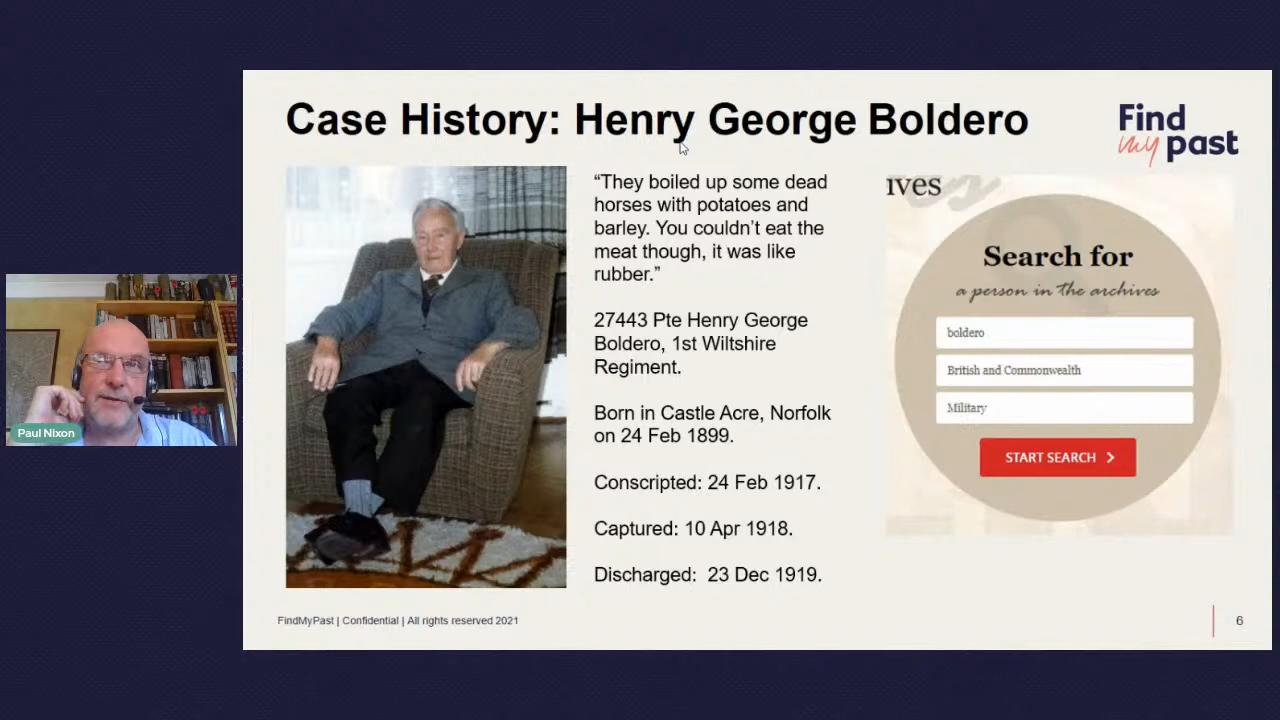 Case History: Henry George Boldero
Find
my past
“They boiled up some dead
horses with potatoes and
barley. You couldn’t eat the
meat though, it was like
rubber.”
27443 Pte Henry George
Boldero, 1st Wiltshire
Regiment.
Born in Castle Acre, Norfolk
on 24 Feb 1899.
Conscripted: 24 Feb 1917.
Captured: 10 Apr 1918.
Discharged: 23 Dec 1919.
ives
Search for
a person in the archives
boldero
British and Commonwealth
Military
START SEARCH
Paul Nixon
FindMyPast | Confidential | All rights reserved 2021
6